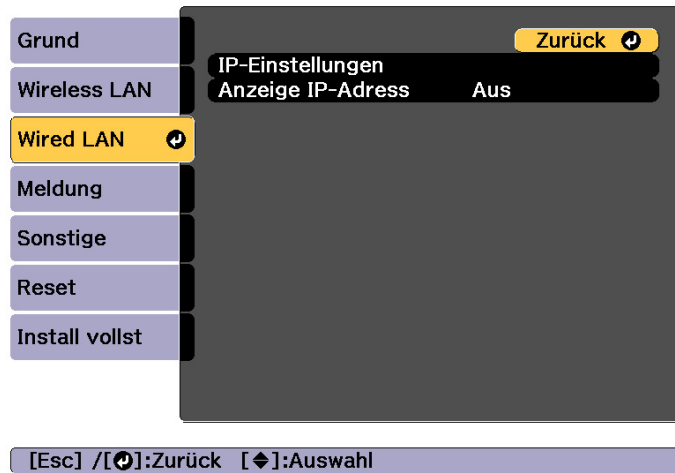 Grund
Wireless LAN
Wired LAN
Meldung
Sonstige
Reset
Install vollst
Zurück
IP-Einstellungen
Anzeige IP-Adress Aus
[Esc] /[↵]:Zurück [◆]:Auswahl